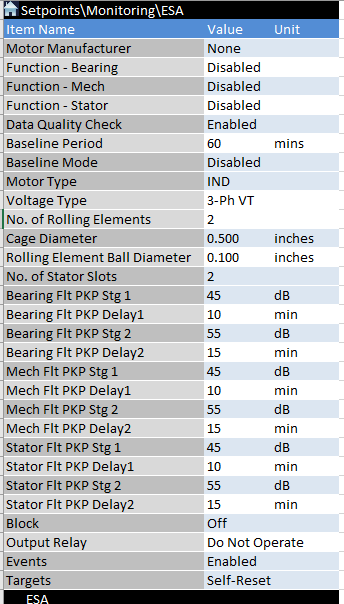 Setpoints\Monitoring\ESA
Item Name Value Unit
Motor Manufacturer None
Function - Bearing Disabled
Function - Mech Disabled
Function - Stator Disabled
Data Quality Check Enabled
Baseline Period 60 mins
Baseline Mode Disabled
Motor Type IND
Voltage Type 3-Ph VT
No. of Rolling Elements 2
Cage Diameter 0.500 inches
Rolling Element Ball Diameter 0.100 inches
No. of Stator Slots 2
Bearing Flt PKP Stg 1 45 dB
Bearing Flt PKP Delay1 10 min
Bearing Flt PKP Stg 2 55 dB
Bearing Flt PKP Delay2 15 min
Mech Flt PKP Stg 1 45 dB
Mech Flt PKP Delay1 10 min
Mech Flt PKP Stg 2 55 dB
Mech Flt PKP Delay2 15 min
Stator Flt PKP Stg 1 45 dB
Stator Flt PKP Delay1 10 min
Stator Flt PKP Stg 2 55 dB
Stator Flt PKP Delay2 15 min
Block Off
Output Relay Do Not Operate
Events Enabled
Targets Self-Reset
ESA